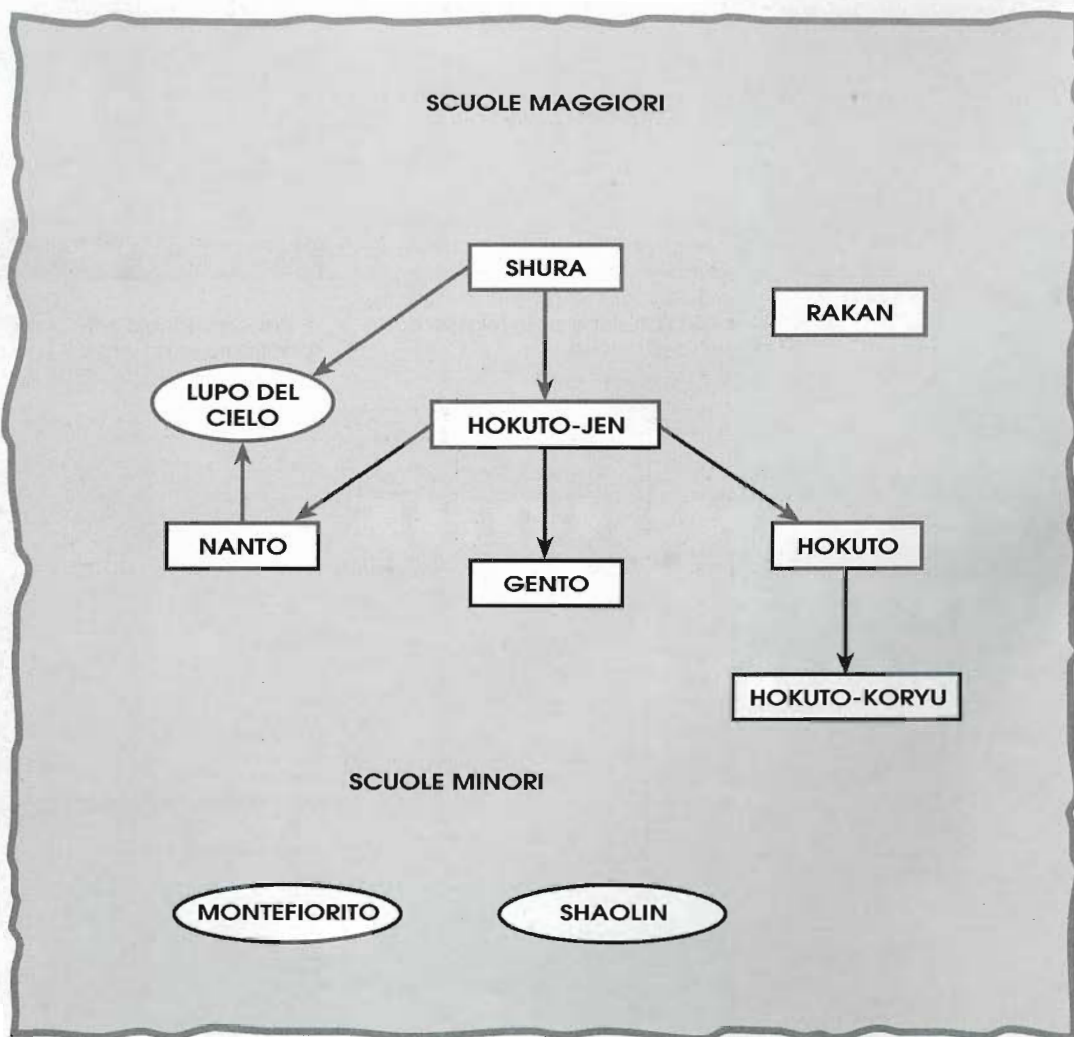 SCUOLE MAGGIORI
SHURA
RAKAN
LUPO DEL
CIELO
HOKUTO-JEN
NANTO
GENTO
HOKUTO
HOKUTO-KORYU
SCUOLE MINORI
MONTEFIORITO
SHAOLIN